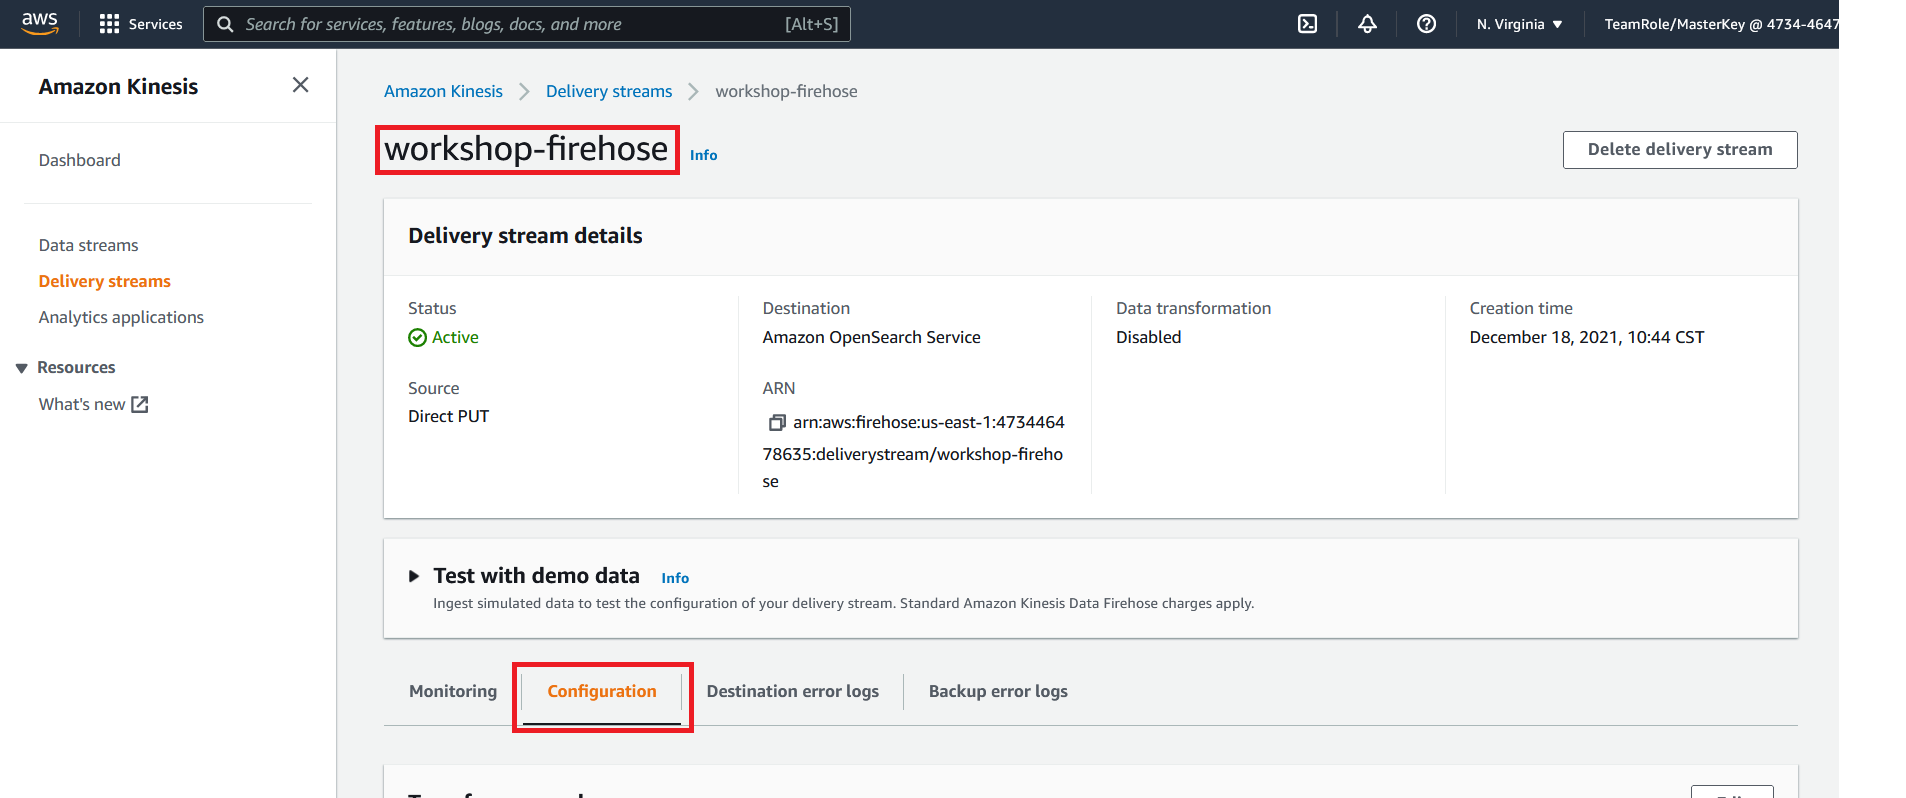 aws
Services
Search for services, features, blogs, docs, and more
[Alt+S]
N. Virginia
TeamRole/MasterKey @ 4734-4647
Amazon Kinesis
Dashboard
Data streams
Delivery streams
Analytics applications
Resources
What's new
Amazon Kinesis
Delivery streams
workshop-firehose
workshop-firehose Info
Delete delivery stream
Delivery stream details
Status
Active
Source
Direct PUT
Destination
Amazon OpenSearch Service
ARN
arn:aws:firehose:us-east-1:4734464
78635:deliverystream/workshop-fireho
se
Data transformation
Disabled
Creation time
December 18, 2021, 10:44 CST
Test with demo data Info
Ingest simulated data to test the configuration of your delivery stream. Standard Amazon Kinesis Data Firehose charges apply.
Monitoring
Configuration
Destination error logs
Backup error logs